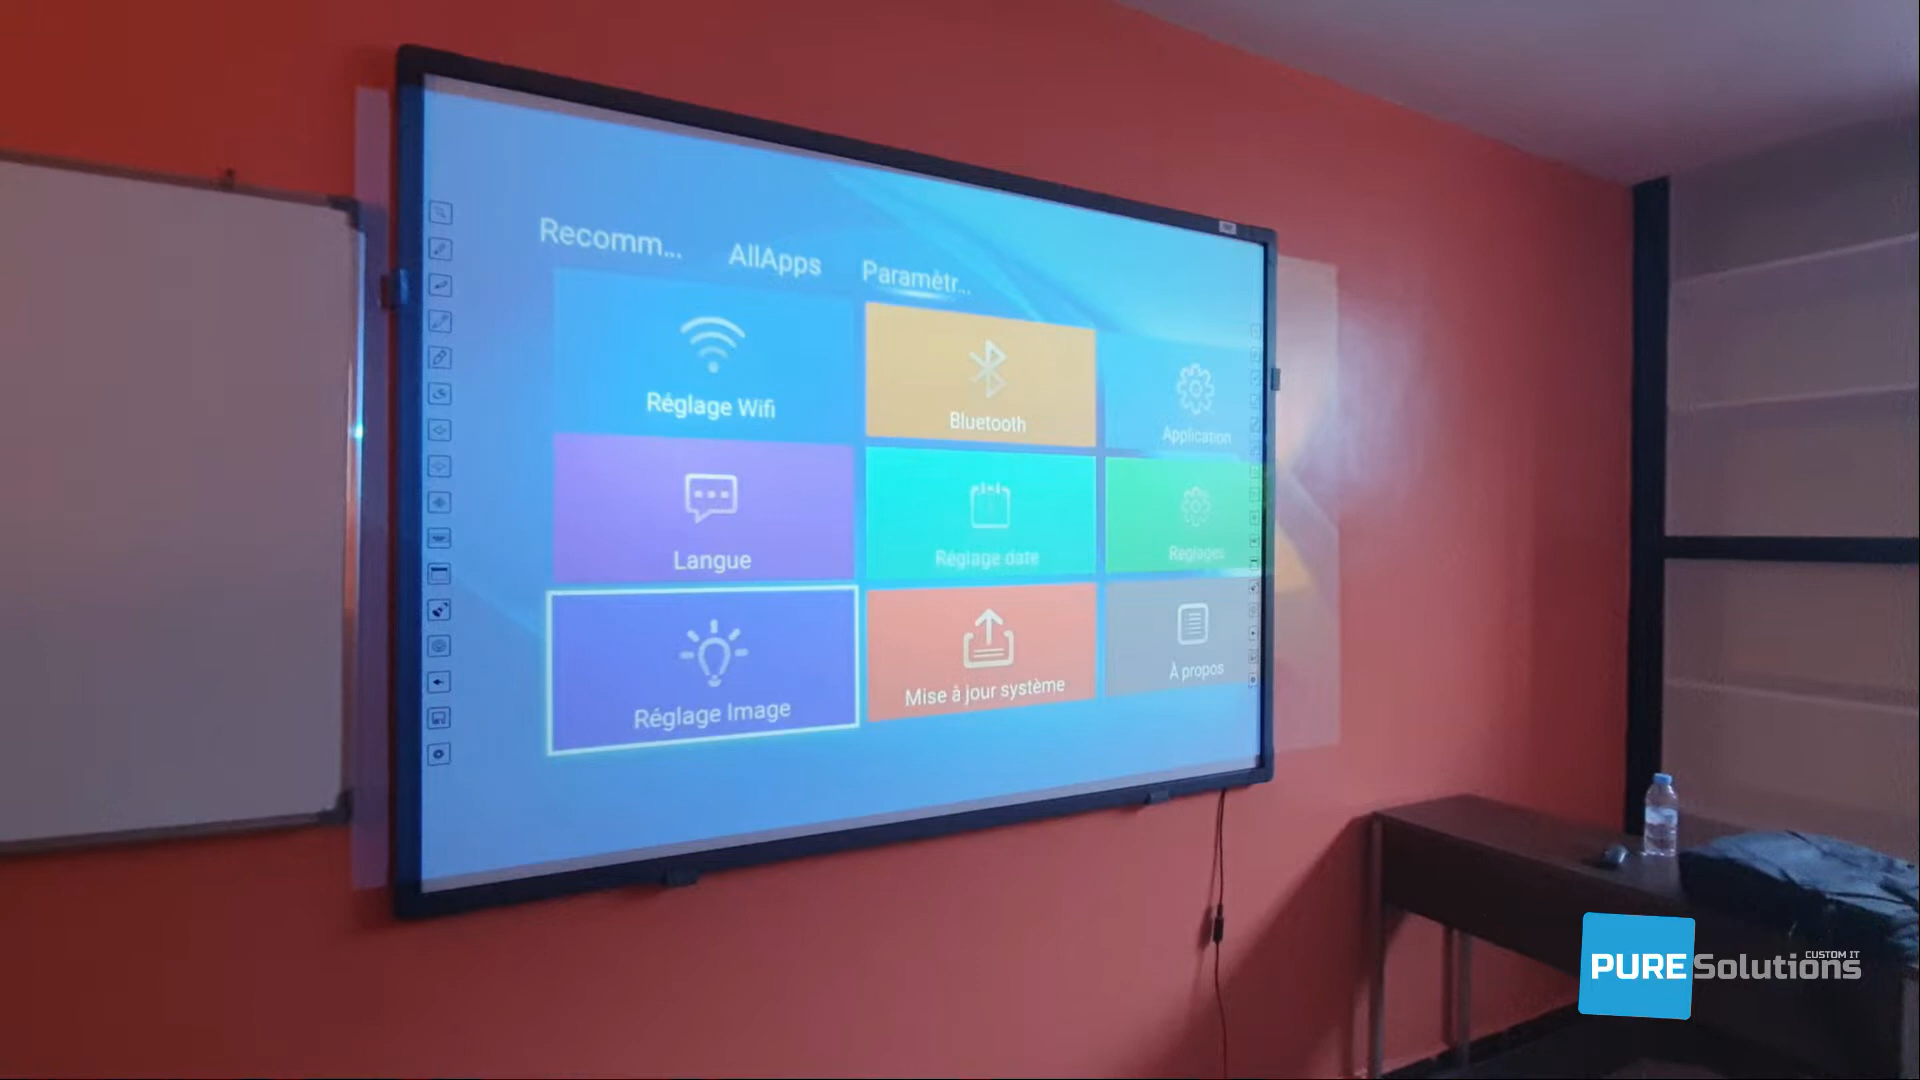 Recomm...
AllApps
Paramètr...
Réglage Wifi
Bluetooth
Application
Langue
Réglage date
Reglages
Réglage Image
Mise à jour système
À propos
CUSTOM IT
PURE Solutions